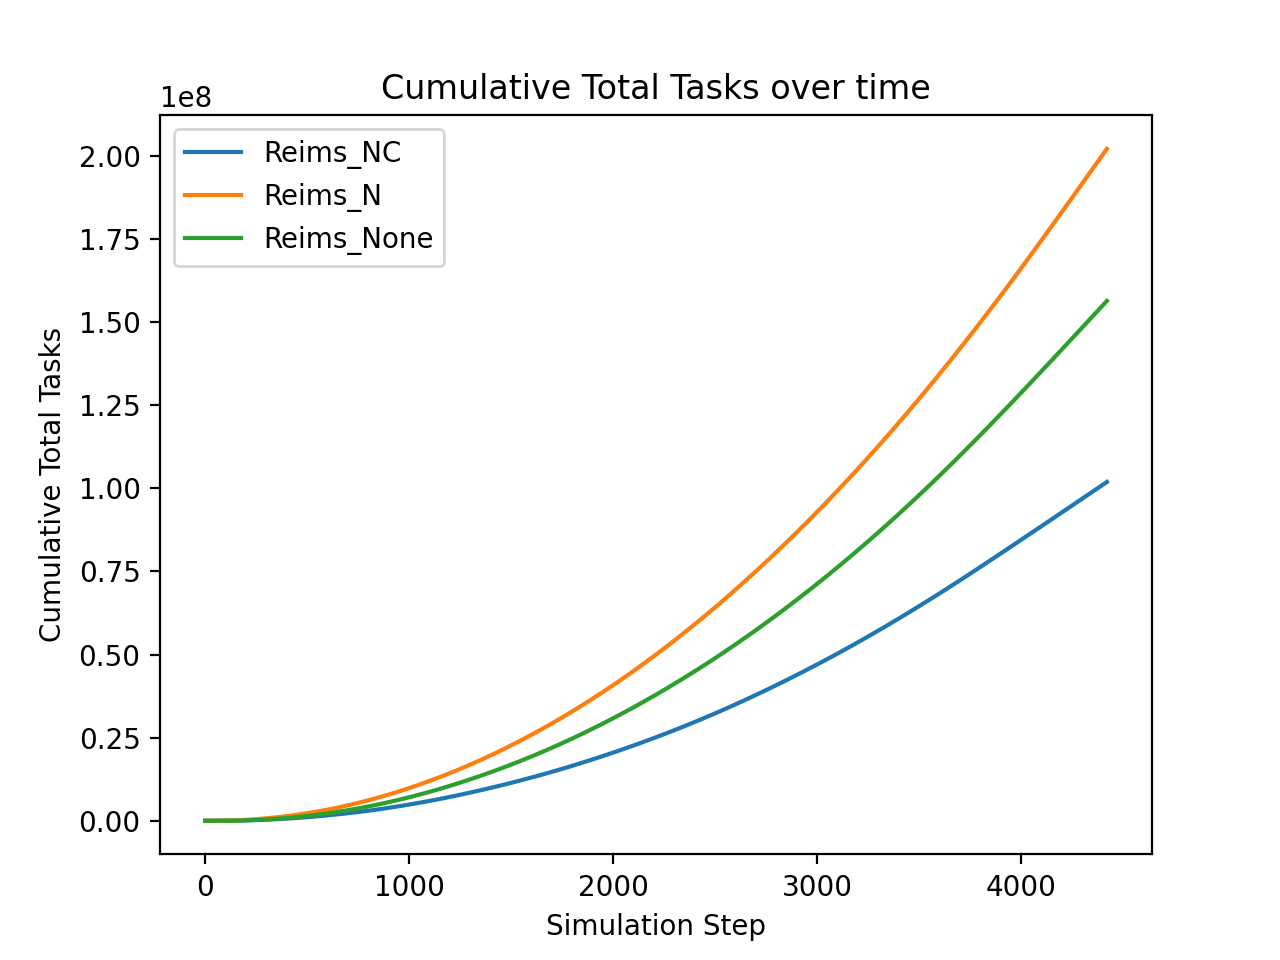 Cumulative Total Tasks over time
1e8
Reims_NC
Reims_N
Reims_None
2.00
1.75
1.50
1.25
1.00
0.75
0.50
0.25
0.00
Cumulative Total Tasks
0
1000
2000
3000
4000
Simulation Step